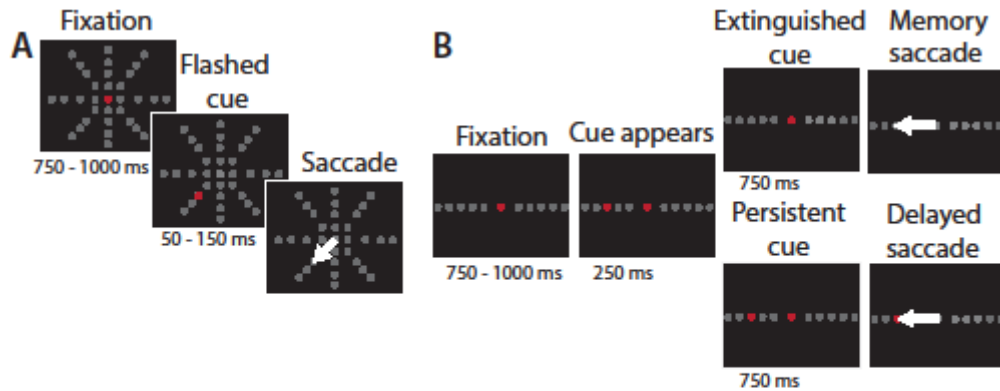 A
Fixation
750 - 1000 ms
Flashed
cue
50 - 150 ms
Saccade
B
Fixation
750 - 1000 ms
Cue appears
250 ms
Extinguished
cue
750 ms
Memory
saccade
Persistent
cue
750 ms
Delayed
saccade